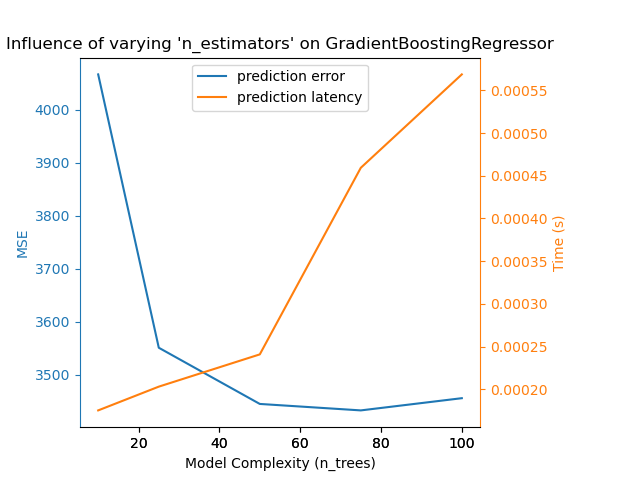 Influence of varying 'n_estimators' on GradientBoostingRegressor
prediction error
prediction latency
4000
3900
3800
3700
3600
3500
MSE
0.00055
0.00050
0.00045
0.00040
0.00035
0.00030
0.00025
0.00020
Time (s)
20 40 60 80 100
Model Complexity (n_trees)